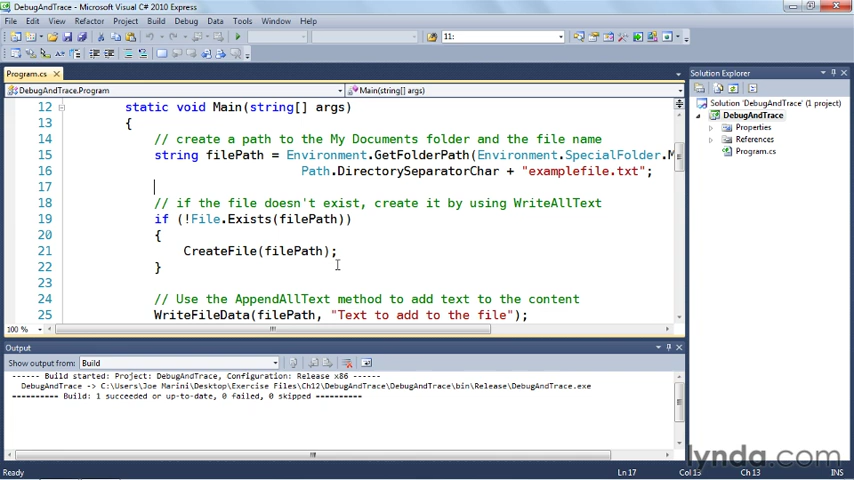 DebugAndTrace - Microsoft Visual C# 2010 Express
File Edit View Refactor Project Build Debug Data Tools Window Help
11:
Program.cs
DebugAndTrace.Program
Main(string[] args)
12 static void Main(string[] args)
13 {
14 // create a path to the My Documents folder and the file name
15 string filePath = Environment.GetFolderPath(Environment.SpecialFolder.M
16 Path.DirectorySeparatorChar + "examplefile.txt";
17
18 // if the file doesn't exist, create it by using WriteAllText
19 if (!File.Exists(filePath))
20 {
21 CreateFile(filePath);
22 }
23
24 // Use the AppendAllText method to add text to the content
25 WriteFileData(filePath, "Text to add to the file");
100 %
Output
Show output from: Build
------ Build started: Project: DebugAndTrace, Configuration: Release x86 ------
DebugAndTrace -> C:\Users\Joe Marini\Desktop\Exercise Files\Ch12\DebugAndTrace\DebugAndTrace\bin\Release\DebugAndTrace.exe
========== Build: 1 succeeded or up-to-date, 0 failed, 0 skipped ==========
Solution Explorer
Solution 'DebugAndTrace' (1 project)
DebugAndTrace
Properties
References
Program.cs
lynda.com
Ready
Ln 17 Col 13 Ch 13 INS